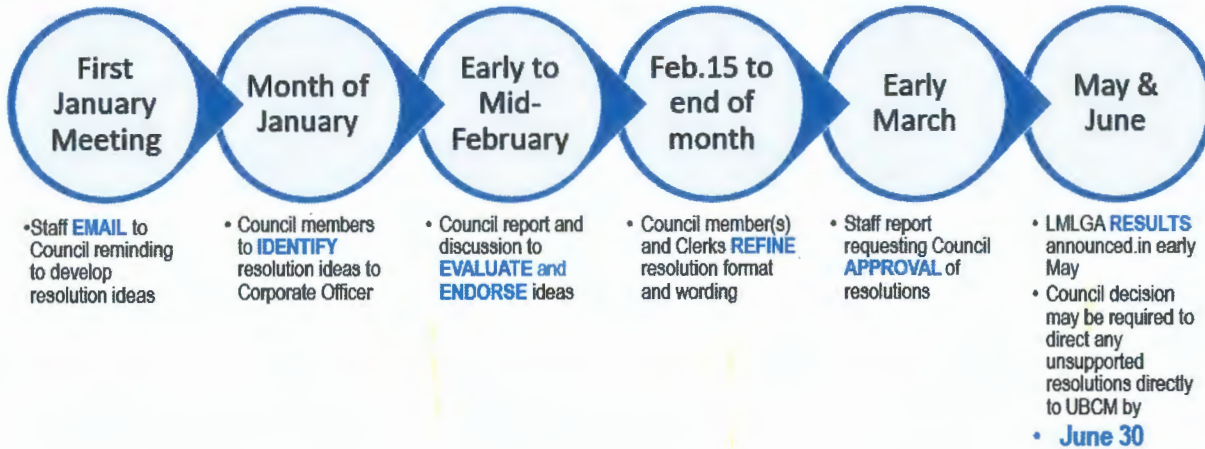 First
January
Meeting
Month of
January
Early to
Mid-
February
Feb.15 to
end of
month
Early
March
May &
June
•Staff EMAIL to
Council reminding
to develop
resolution ideas
• Council members
to IDENTIFY
resolution ideas to
Corporate Officer
• Council report and
discussion to
EVALUATE and
ENDORSE ideas
• Council member(s)
and Clerks REFINE
resolution format
and wording
• Staff report
requesting Council
APPROVAL of
resolutions
• LMLGA RESULTS
announced.in early
May
• Council decision
may be required to
direct any
unsupported
resolutions directly
to UBCM by
• June 30